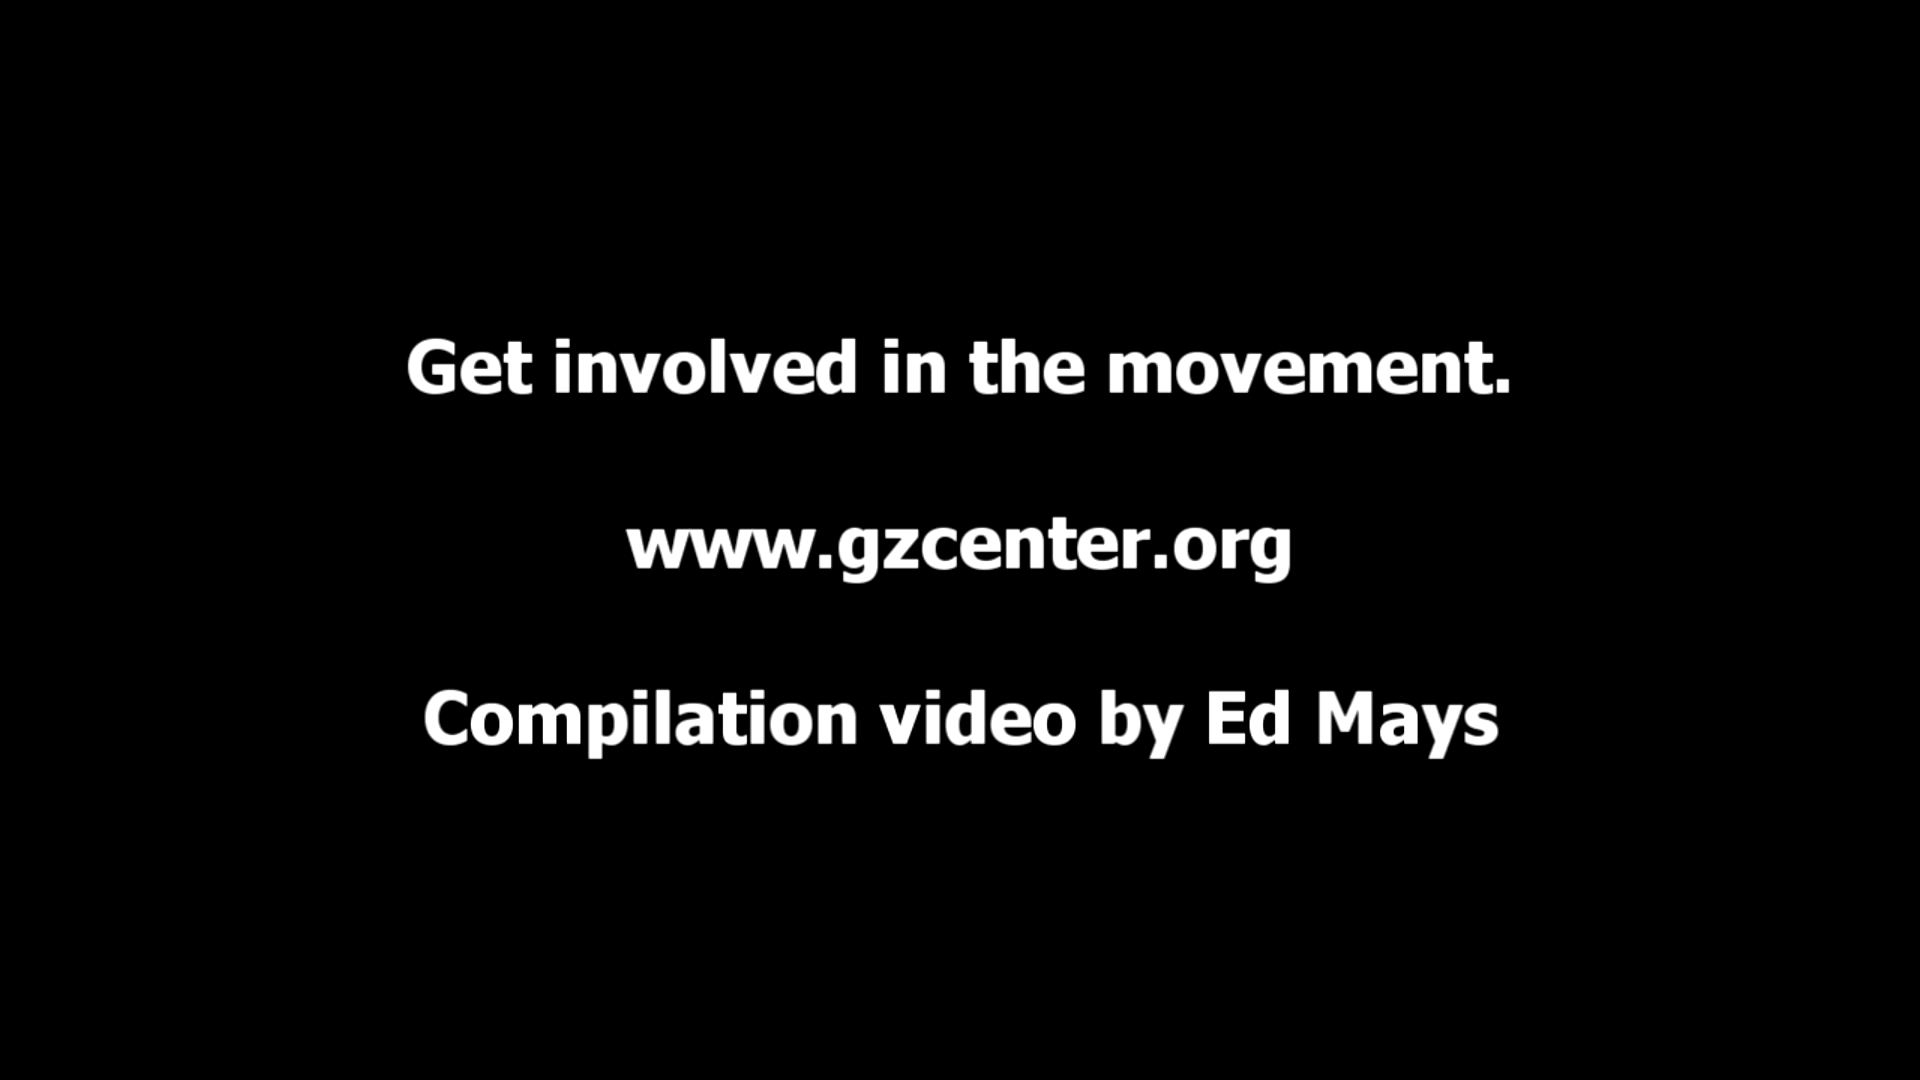 Get involved in the movement.
www.gzcenter.org
Compilation video by Ed Mays